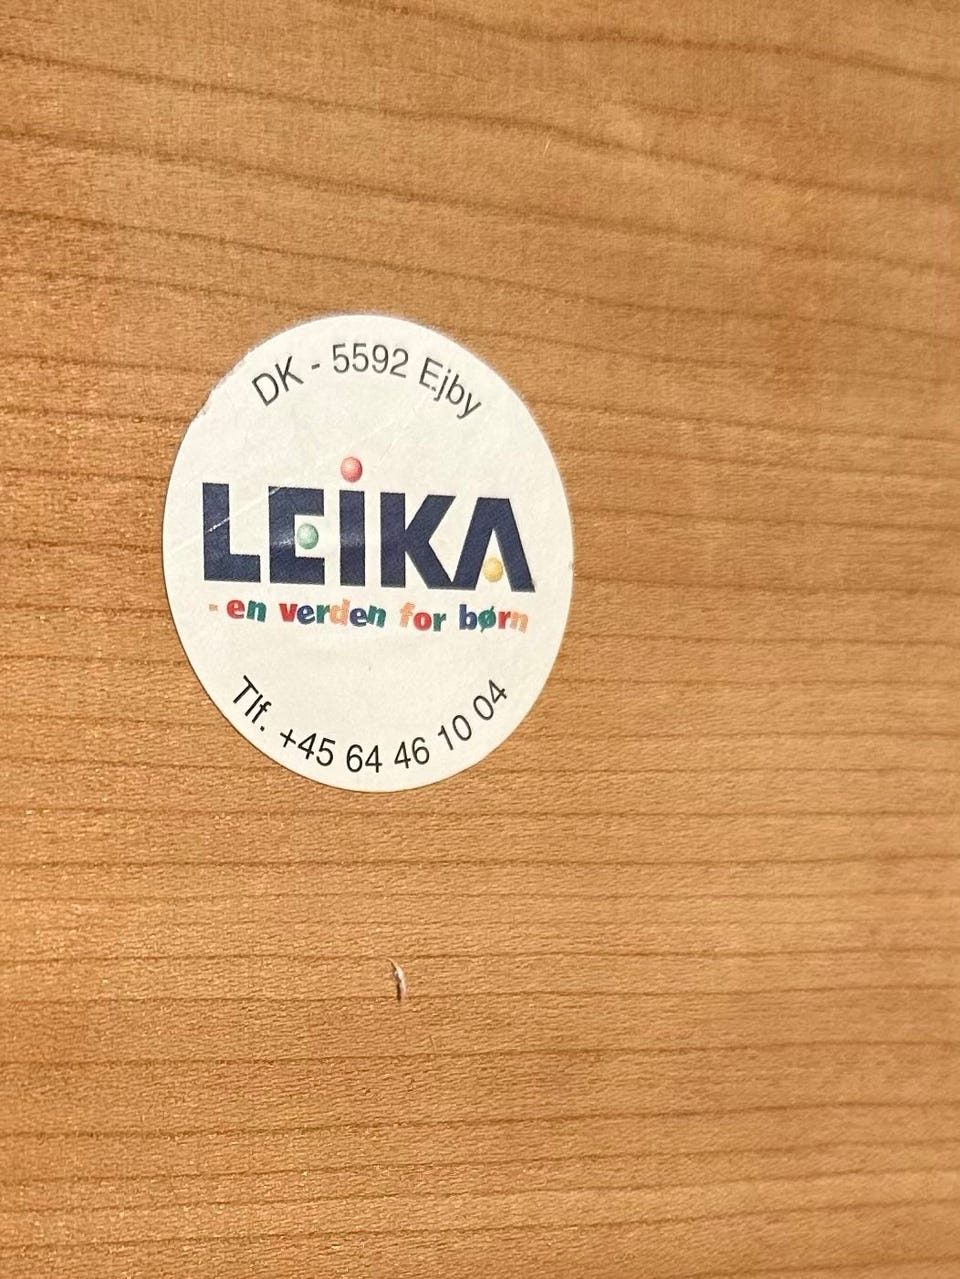 DK - 5592 Ejby
LEIKA
- en verden for børn
Tlf. +45 64 46 10 04